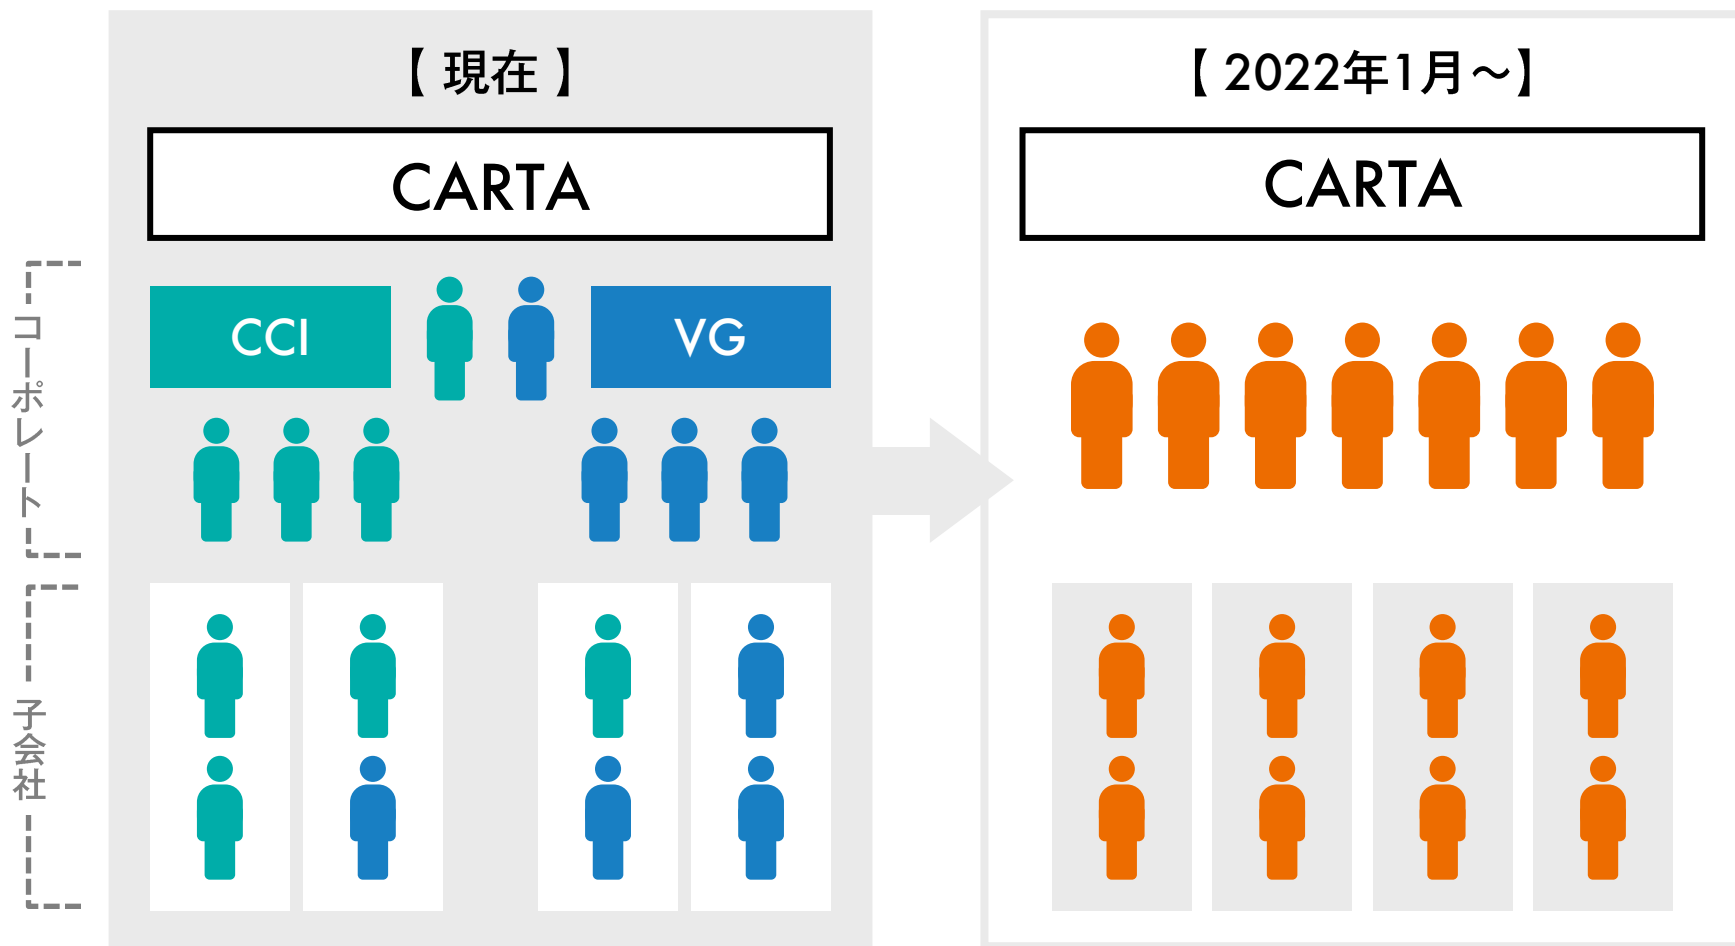 【 現在 】
CARTA
CCI
VG
コーポレート
子会社
【 2022年1月～】
CARTA